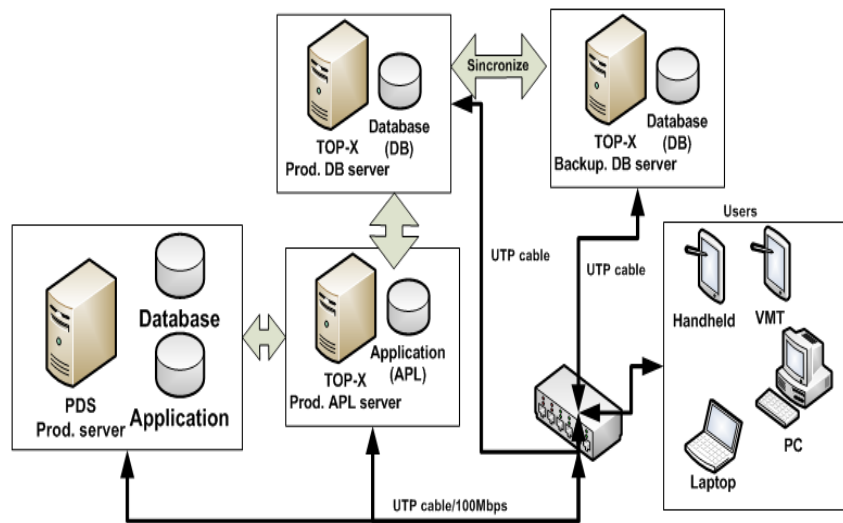 Sincronize
Database
(DB)
TOP-X
Prod. DB server
Database
(DB)
TOP-X
Backup. DB server
Users
UTP cable
UTP cable
Handheld
VMT
Database
Application
PDS
Prod. server
Application
(APL)
TOP-X
Prod. APL server
PC
Laptop
UTP cable/100Mbps